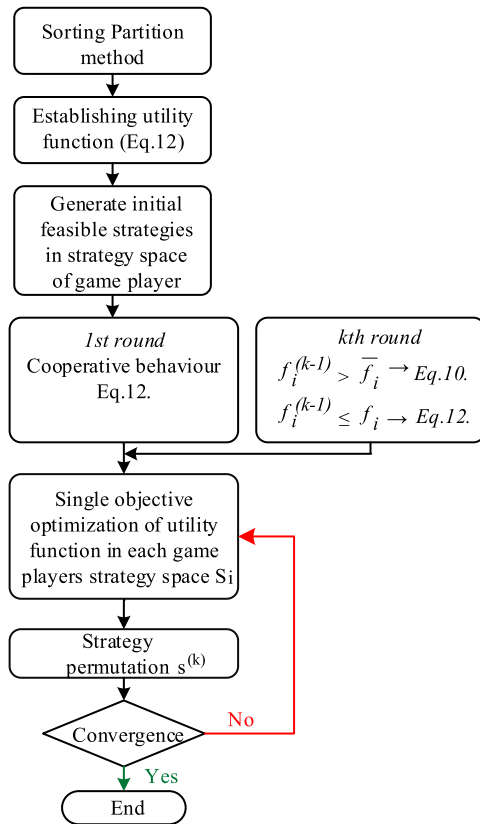 Sorting Partition
method
Establishing utility
function (Eq.12)
Generate initial
feasible strategies
in strategy space
of game player
1st round
Cooperative behaviour
Eq.12.
kth round
f_i^(k-1) > \overline{f_i} → Eq.10.
f_i^(k-1) ≤ f_i → Eq.12.
Single objective
optimization of utility
function in each game
players strategy space Si
Strategy
permutation s^(k)
Convergence
No
Yes
End